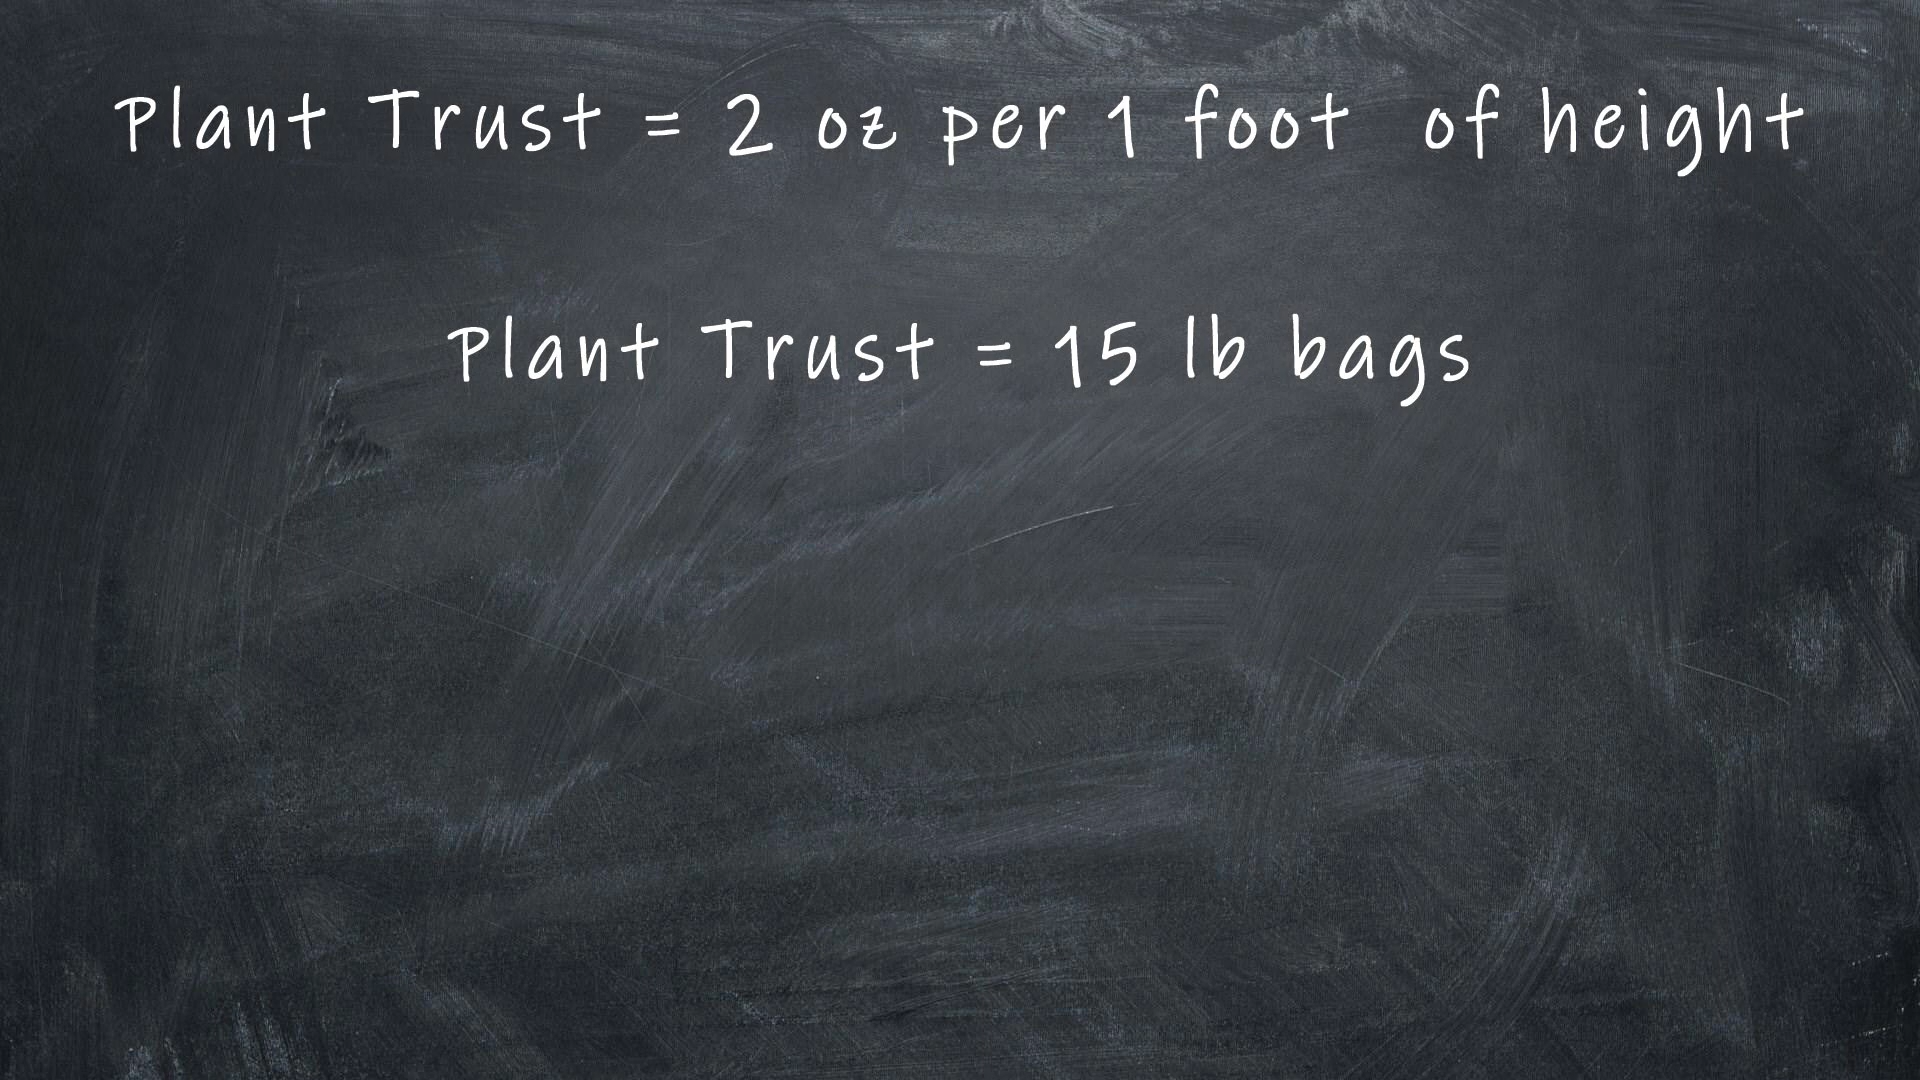 Plant Trust = 2 oz per 1 foot of height
Plant Trust = 15 lb bags